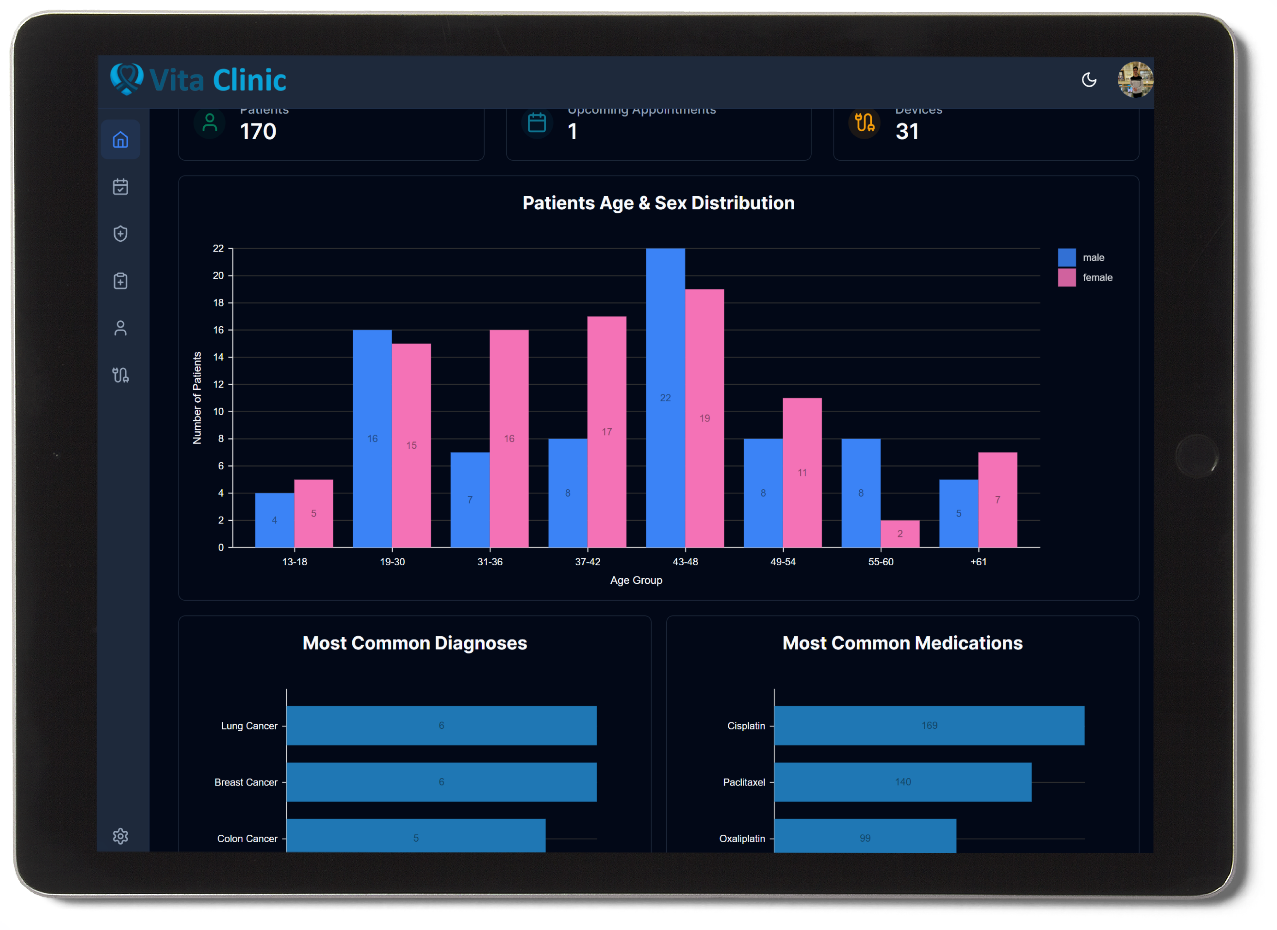 Vita Clinic
Patients
170
Upcoming Appointments
1
Devices
31
Patients Age & Sex Distribution
male
female
Number of Patients
22
20
18
16
14
12
10
8
6
4
2
0
4
5
16
15
7
16
8
17
22
19
8
11
8
2
5
7
13-18
19-30
31-36
37-42
43-48
49-54
55-60
+61
Age Group
Most Common Diagnoses
Lung Cancer
6
Breast Cancer
6
Colon Cancer
5
Most Common Medications
Cisplatin
169
Paclitaxel
140
Oxaliplatin
99